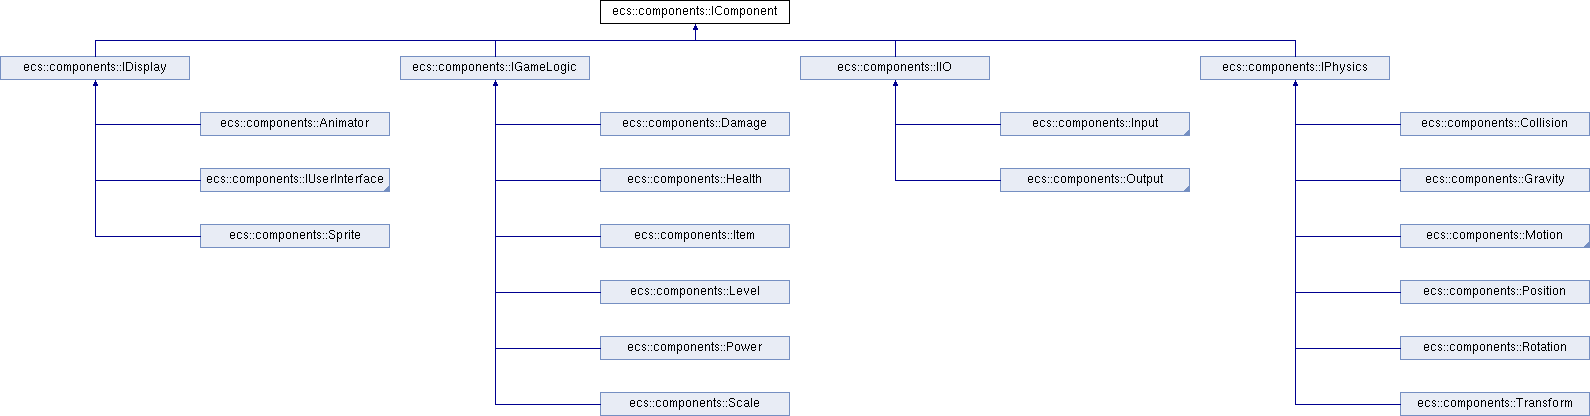 ecs::components::IComponent
ecs::components::IDisplay
ecs::components::IGameLogic
ecs::components::IIO
ecs::components::IPhysics
ecs::components::Animator
ecs::components::Damage
ecs::components::Input
ecs::components::Collision
ecs::components::IUserInterface
ecs::components::Health
ecs::components::Output
ecs::components::Gravity
ecs::components::Sprite
ecs::components::Item
ecs::components::Motion
ecs::components::Level
ecs::components::Position
ecs::components::Power
ecs::components::Rotation
ecs::components::Scale
ecs::components::Transform